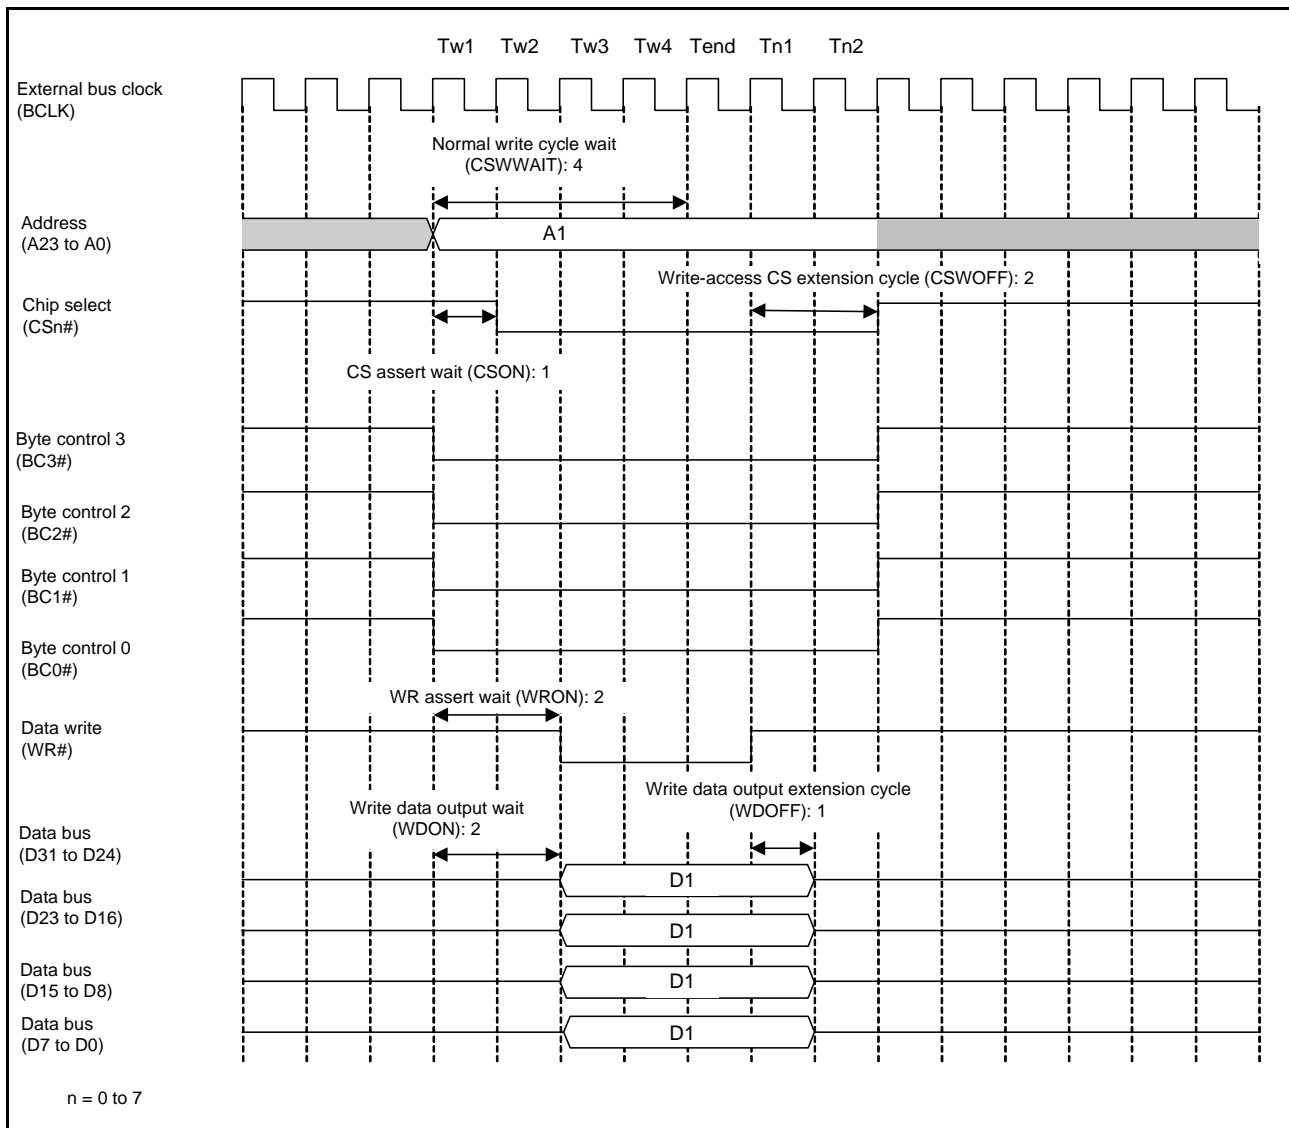 Tw1 Tw2 Tw3 Tw4 Tend Tn1 Tn2
External bus clock
(BCLK)
Normal write cycle wait
(CSWWAIT): 4
Address
(A23 to A0)
A1
Write-access CS extension cycle (CSWOFF): 2
Chip select
(CSn#)
CS assert wait (CSON): 1
Byte control 3
(BC3#)
Byte control 2
(BC2#)
Byte control 1
(BC1#)
Byte control 0
(BC0#)
WR assert wait (WRON): 2
Data write
(WR#)
Write data output extension cycle
(WDOFF): 1
Write data output wait
(WDON): 2
Data bus
(D31 to D24)
D1
Data bus
(D23 to D16)
D1
Data bus
(D15 to D8)
D1
Data bus
(D7 to D0)
D1
n = 0 to 7